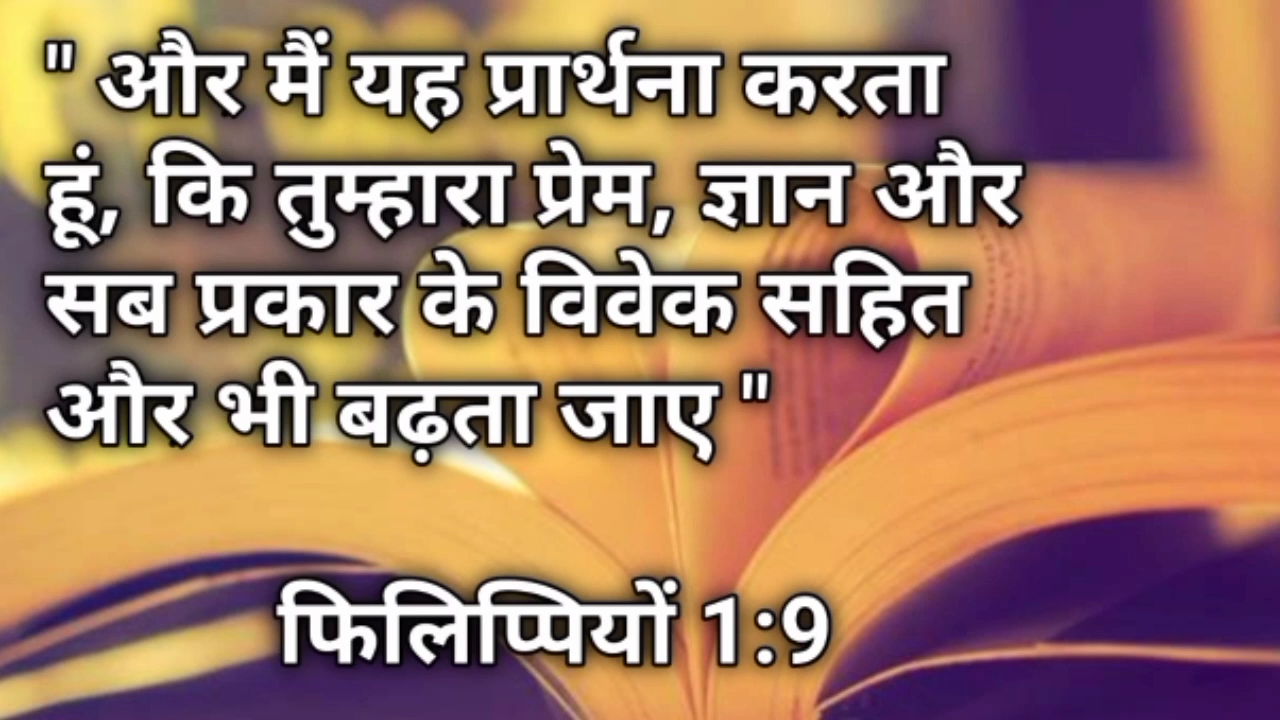 " और मैं यह प्रार्थना करता
हूं, कि तुम्हारा प्रेम, ज्ञान और
सब प्रकार के विवेक सहित
और भी बढ़ता जाए "
फिलिप्पियों 1:9